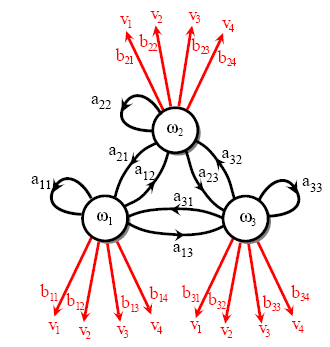 v₁ v₂ v₃ v₄
b₂₁ b₂₂ b₂₃ b₂₄
a₂₂
ω₂
a₂₁ a₁₂ a₂₃ a₃₂
a₁₁ a₃₃
a₃₁
ω₁ ω₃
a₁₃
b₁₁ b₁₂ b₁₃ b₁₄ b₃₁ b₃₂ b₃₃ b₃₄
v₁ v₂ v₃ v₄ v₁ v₂ v₃ v₄